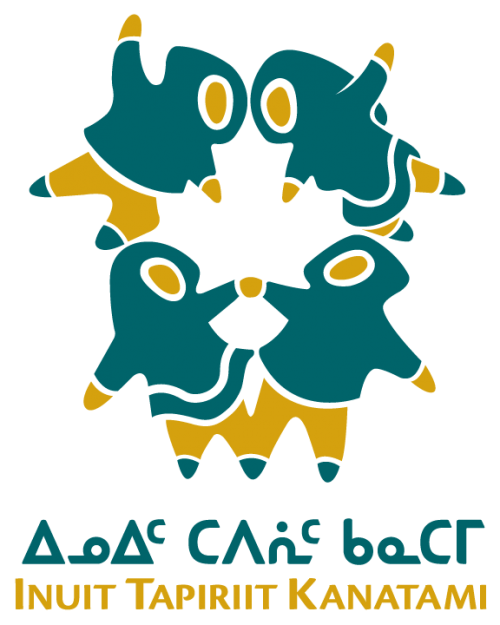 ᐃᓄᐃᑦ ᑕᐱᕇᑦ ᑲᓇᑕᒥ
INUIT TAPIRIIT KANATAMI